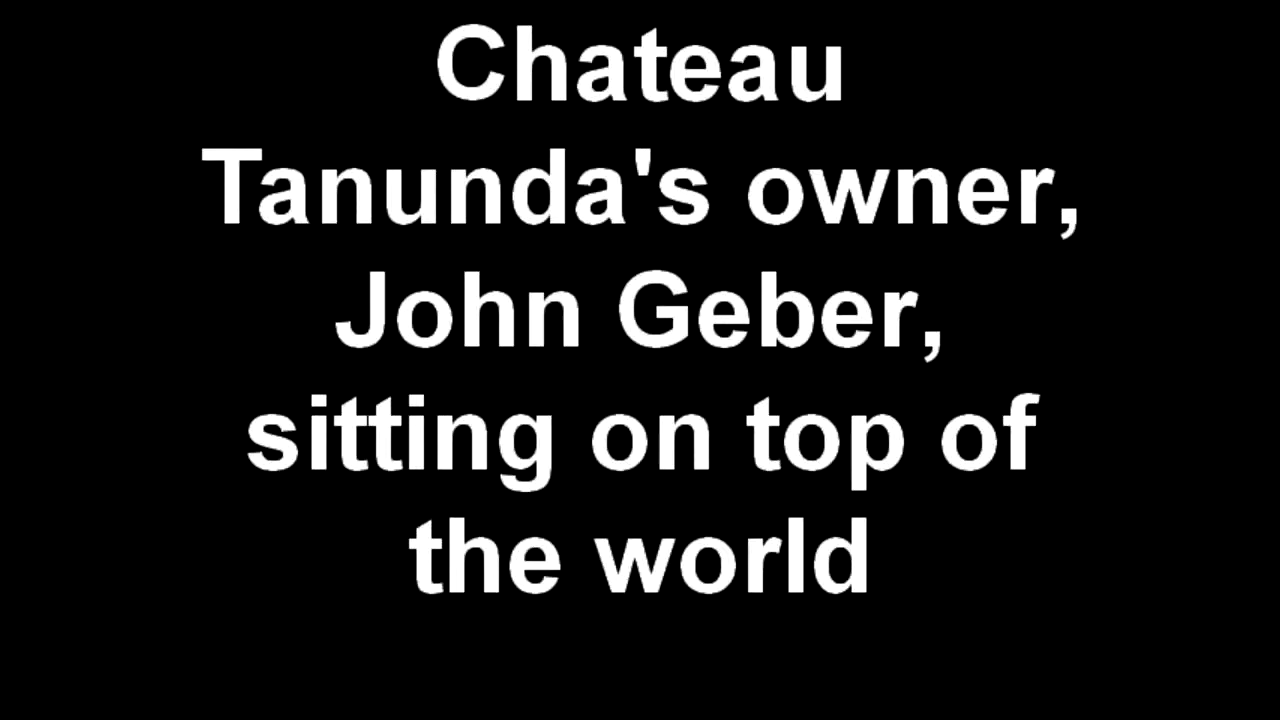 Chateau
Tanunda's owner,
John Geber,
sitting on top of
the world